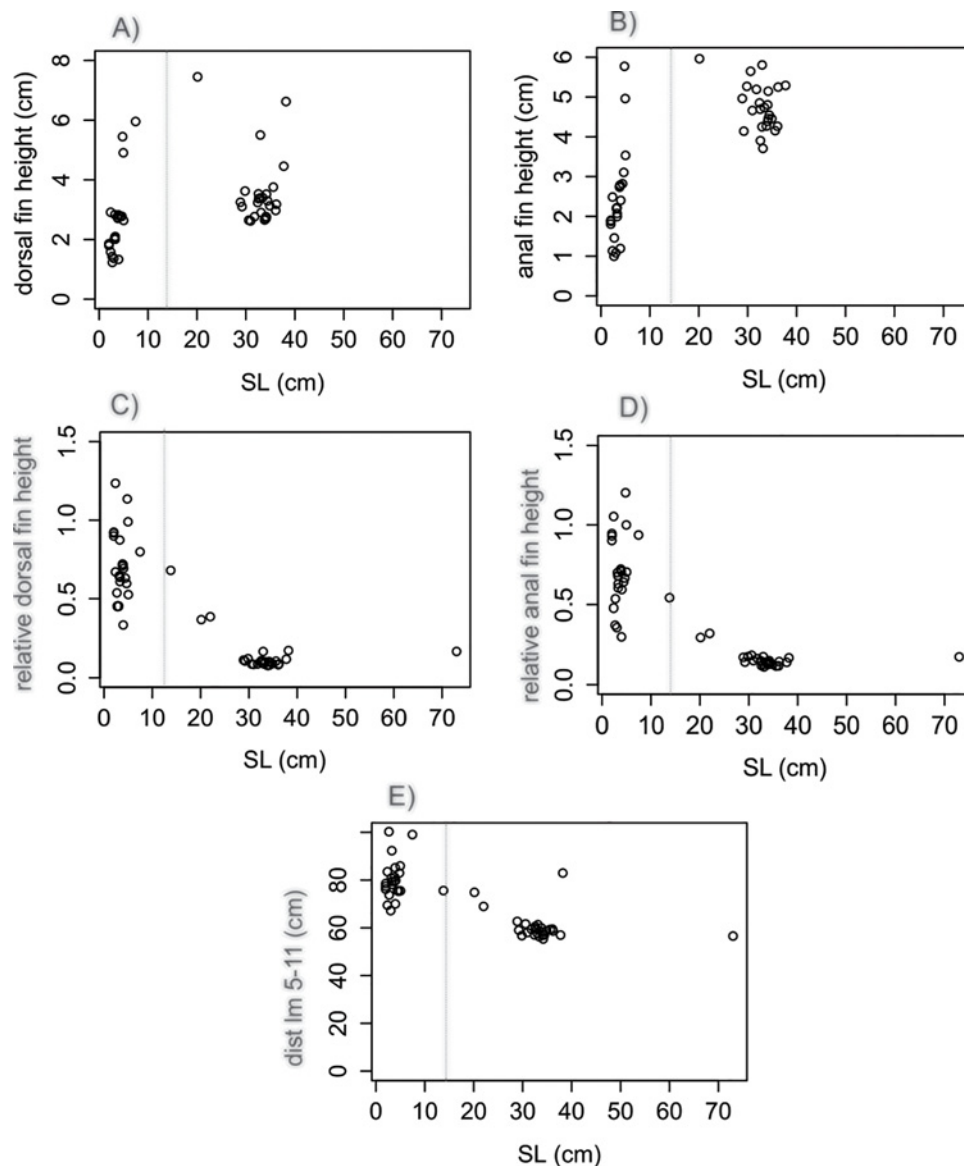 A)
dorsal fin height (cm)
8
6
4
2
0
0 10 20 30 40 50 60 70
SL (cm)
B)
anal fin height (cm)
6
5
4
3
2
1
0
0 10 20 30 40 50 60 70
SL (cm)
C)
relative dorsal fin height
1.5
1.0
0.5
0.0
0 10 20 30 40 50 60 70
SL (cm)
D)
relative anal fin height
1.5
1.0
0.5
0.0
0 10 20 30 40 50 60 70
SL (cm)
E)
dist lm 5-11 (cm)
80
60
40
20
0
0 10 20 30 40 50 60 70
SL (cm)